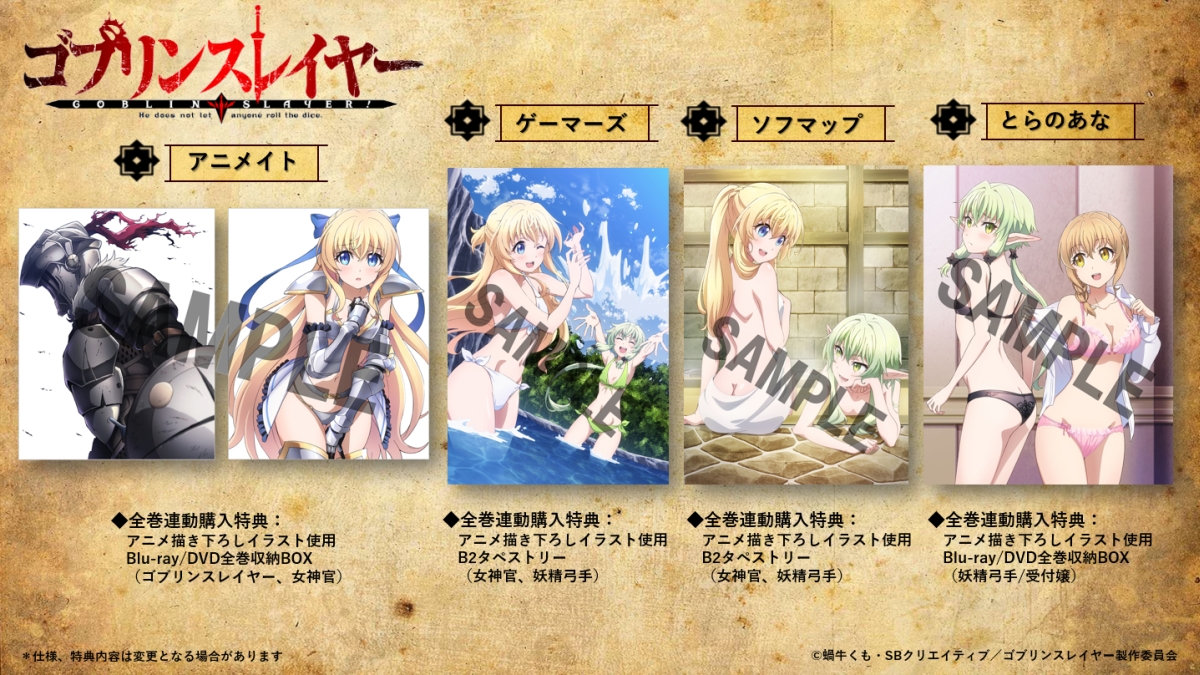 ゴブリンスレイヤー
GOBLIN SLAYER!
He does not let anyone roll the dice.
アニメイト
ゲーマーズ
ソフマップ
とらのあな
SAMPLE
SAMPLE
SAMPLE
SAMPLE
◆全巻連動購入特典：
アニメ描き下ろしイラスト使用
Blu-ray/DVD全巻収納BOX
（ゴブリンスレイヤー、女神官）
◆全巻連動購入特典：
アニメ描き下ろしイラスト使用
B2タペストリー
（女神官、妖精弓手）
◆全巻連動購入特典：
アニメ描き下ろしイラスト使用
B2タペストリー
（女神官、妖精弓手）
◆全巻連動購入特典：
アニメ描き下ろしイラスト使用
Blu-ray/DVD全巻収納BOX
（妖精弓手/受付嬢）
＊仕様、特典内容は変更となる場合があります
©蝸牛くも・SBクリエイティブ／ゴブリンスレイヤー製作委員会